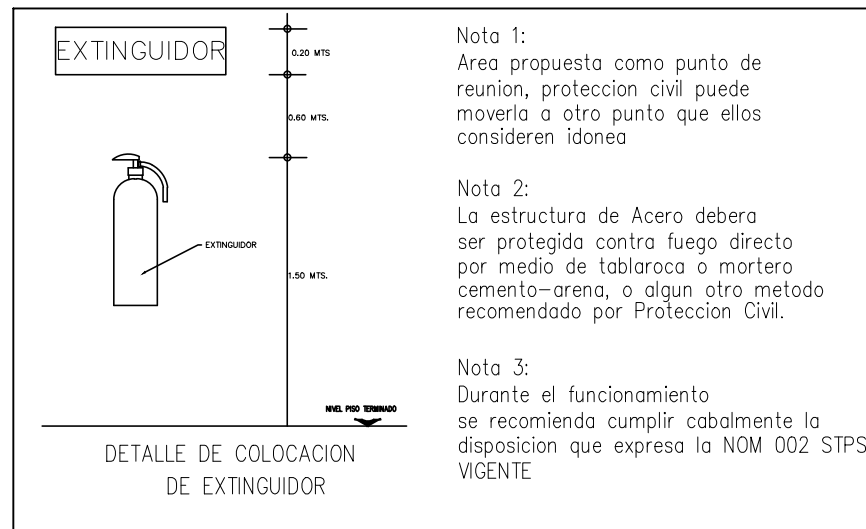 EXTINGUIDOR
0.20 MTS
0.60 MTS.
EXTINGUIDOR
1.50 MTS.
NIVEL PISO TERMINADO
DETALLE DE COLOCACION
DE EXTINGUIDOR
Nota 1:
Area propuesta como punto de
reunion, proteccion civil puede
moverla a otro punto que ellos
consideren idonea
Nota 2:
La estructura de Acero debera
ser protegida contra fuego directo
por medio de tablaroca o mortero
cemento-arena, o algun otro metodo
recomendado por Proteccion Civil.
Nota 3:
Durante el funcionamiento
se recomienda cumplir cabalmente la
disposicion que expresa la NOM 002 STPS
VIGENTE